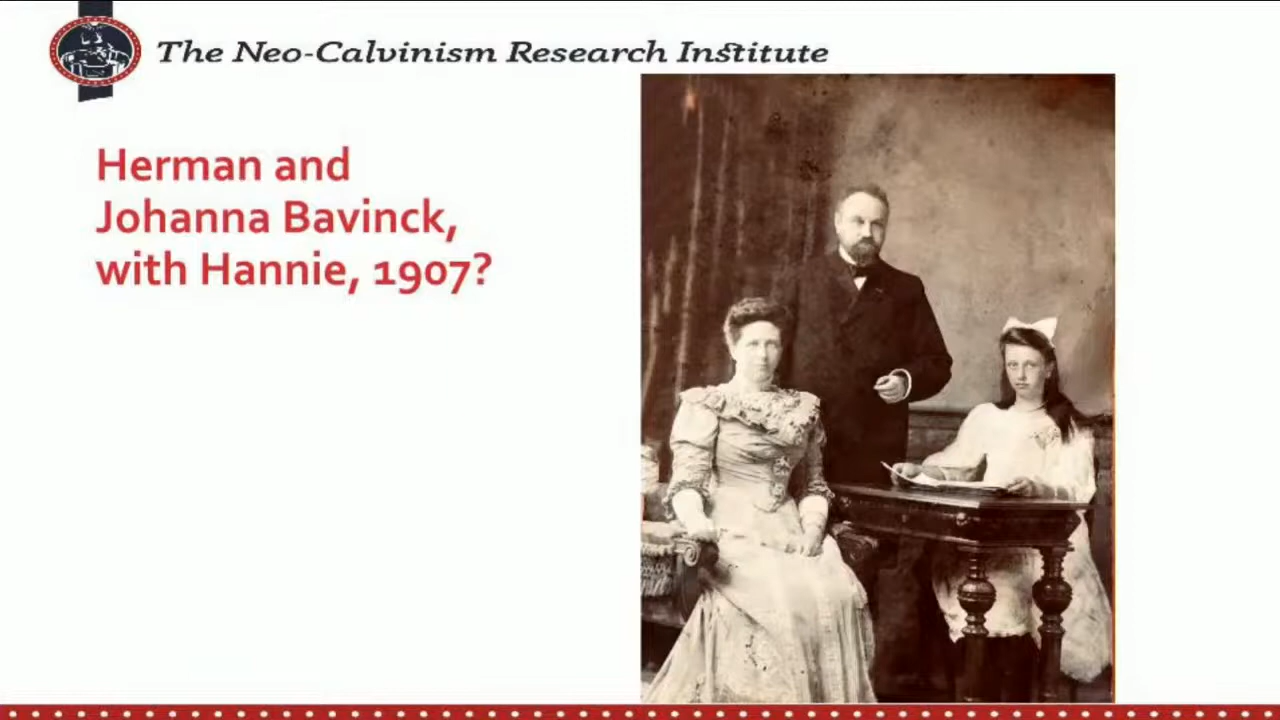 The Neo-Calvinism Research Institute
Herman and
Johanna Bavinck,
with Hannie, 1907?